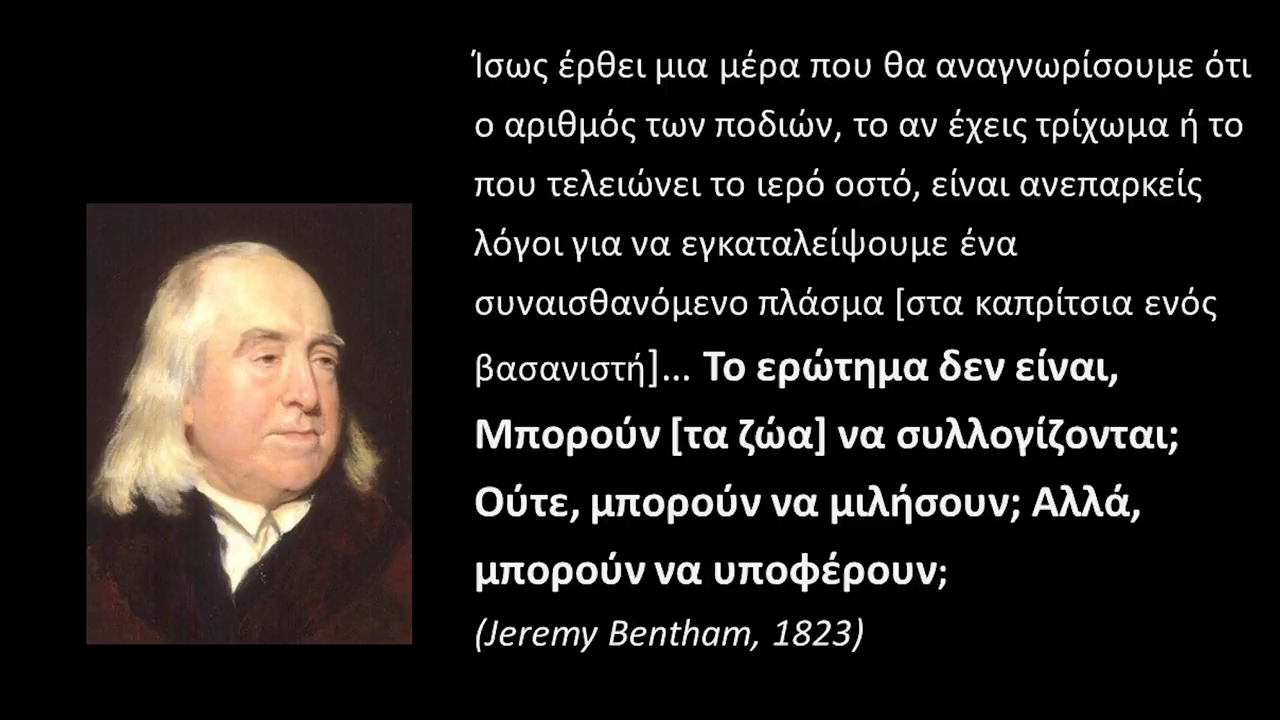 Ίσως έρθει μια μέρα που θα αναγνωρίσουμε ότι
ο αριθμός των ποδιών, το αν έχεις τρίχωμα ή το
που τελειώνει το ιερό οστό, είναι ανεπαρκείς
λόγοι για να εγκαταλείψουμε ένα
συναισθανόμενο πλάσμα [στα καπρίτσια ενός
βασανιστή]... Το ερώτημα δεν είναι,
Μπορούν [τα ζώα] να συλλογίζονται;
Ούτε, μπορούν να μιλήσουν; Αλλά,
μπορούν να υποφέρουν;
(Jeremy Bentham, 1823)